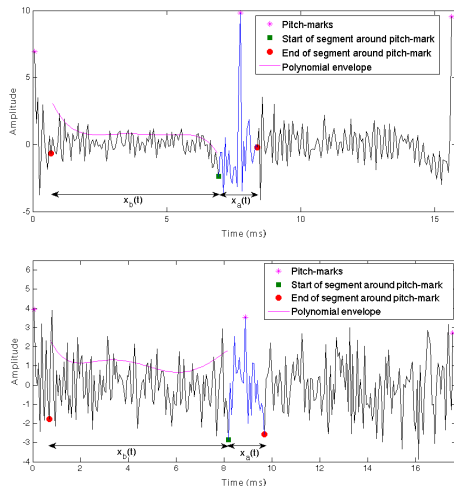 10
5
0
-5
Amplitude
Pitch-marks
Start of segment around pitch-mark
End of segment around pitch-mark
Polynomial envelope
x_b(t)
x_a(t)
0
5
10
15
Time (ms)
6
5
4
3
2
1
0
-1
-2
-3
-4
Amplitude
Pitch-marks
Start of segment around pitch-mark
End of segment around pitch-mark
Polynomial envelope
x_b(t)
x_a(t)
0
2
4
6
8
10
12
14
16
Time (ms)